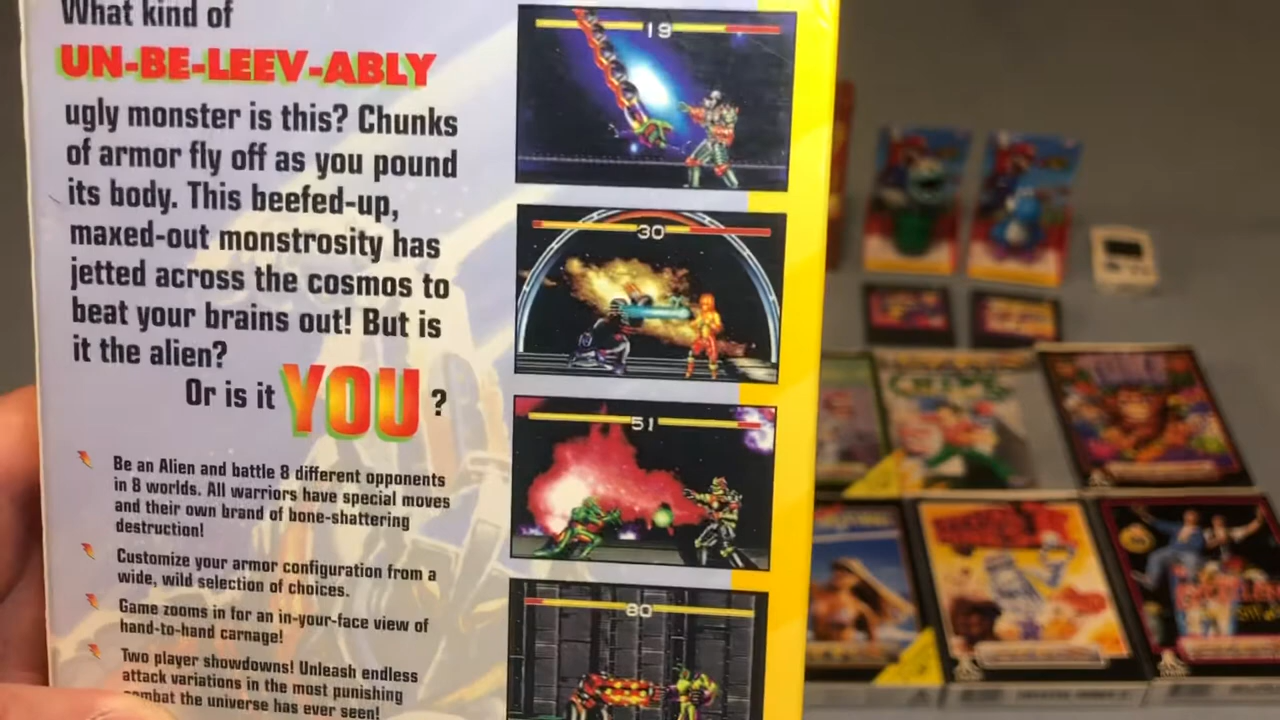 What kind of
UN-BE-LEEV-ABLY
ugly monster is this? Chunks
of armor fly off as you pound
its body. This beefed-up,
maxed-out monstrosity has
jetted across the cosmos to
beat your brains out! But is
it the alien?
Or is it YOU ?
Be an Alien and battle 8 different opponents
in 8 worlds. All warriors have special moves
and their own brand of bone-shattering
destruction!
Customize your armor configuration from a
wide, wild selection of choices.
Game zooms in for an in-your-face view of
hand-to-hand carnage!
Two player showdowns! Unleash endless
attack variations in the most punishing
the universe has ever seen!
19
30
51
80